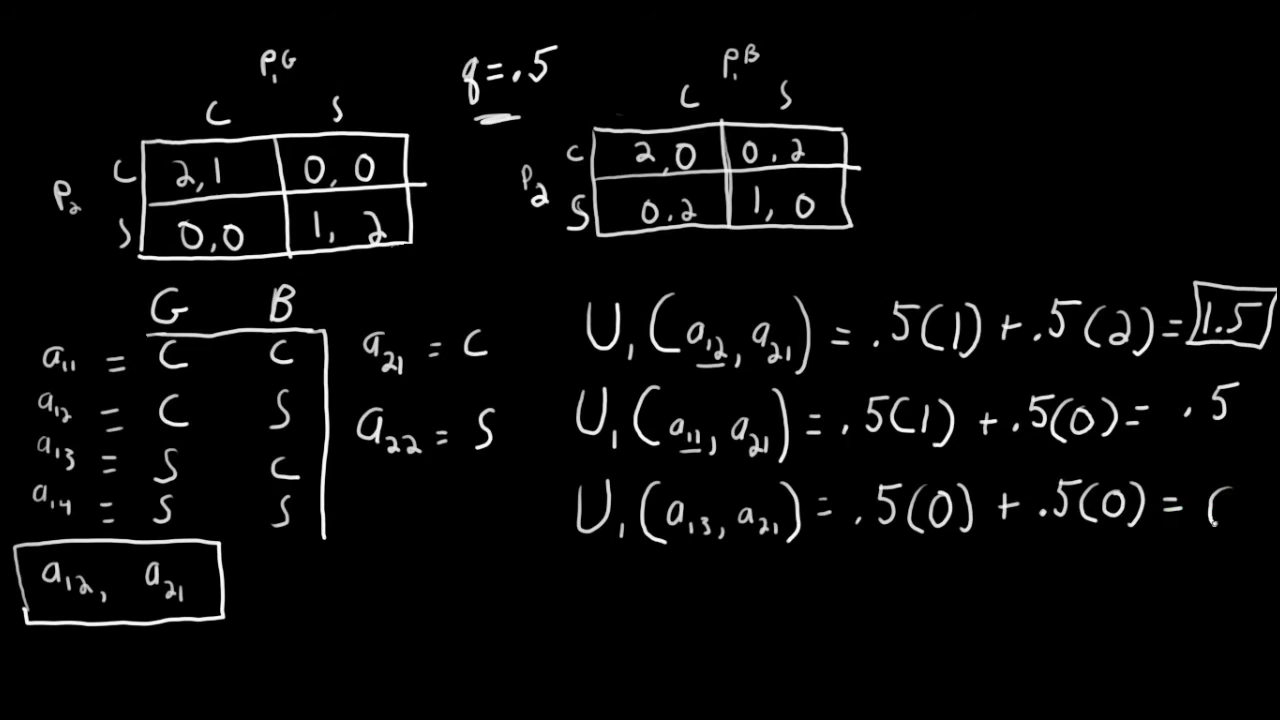 P₁G q=.5 P₁B
C S C S
C 2,1 0,0 C 2,0 0,2
P₂ P₂
S 0,0 1,2 S 0,2 1,0
G B
a₁₁ = C C a₂₁ = C U₁(a₁₂, a₂₁) = .5(1) + .5(2) = 1.5
a₁₂ = C S a₂₂ = S U₁(a₁₁, a₂₁) = .5(1) + .5(0) = .5
a₁₃ = S C
a₁₄ = S S U₁(a₁₃, a₂₁) = .5(0) + .5(0) =
a₁₂, a₂₁